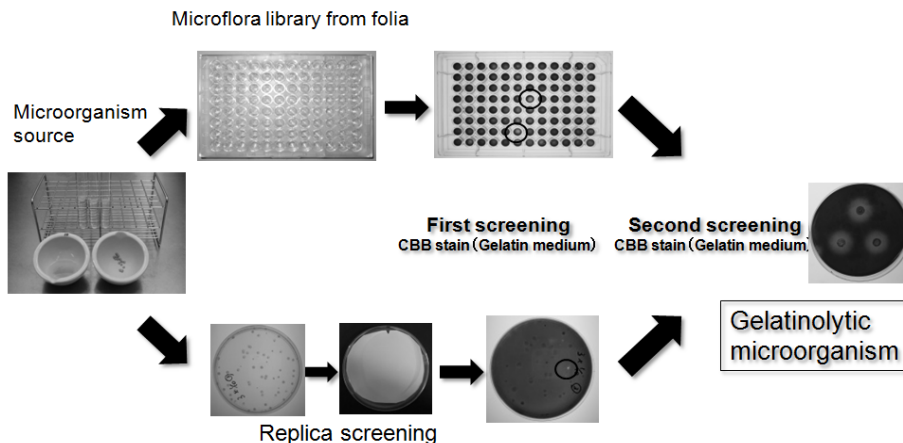 Microflora library from folia
Microorganism
source
First screening
CBB stain(Gelatin medium)
Second screening
CBB stain(Gelatin medium)
Gelatinolytic
microorganism
Replica screening